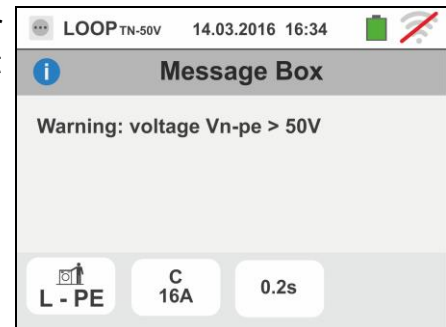 LOOP TN-50V 14.03.2016 16:34
i Message Box
Warning: voltage Vn-pe > 50V
L - PE
C
16A
0.2s